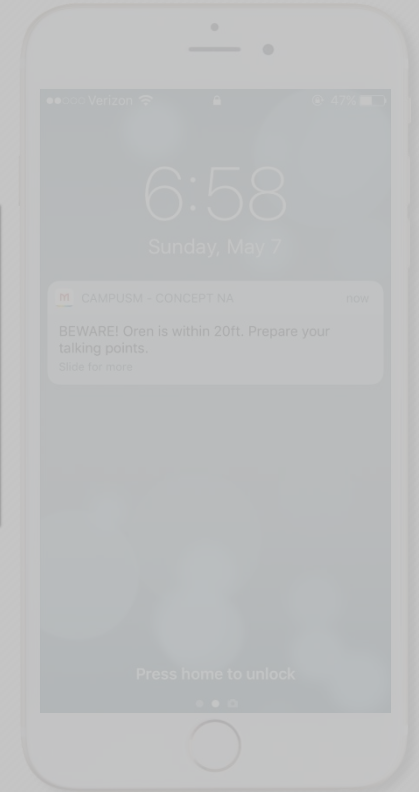 Verizon 47%
6:58
Sunday, May 7
m CAMPUSM - CONCEPT NA now
BEWARE! Oren is within 20ft. Prepare your
talking points.
Slide for more
Press home to unlock